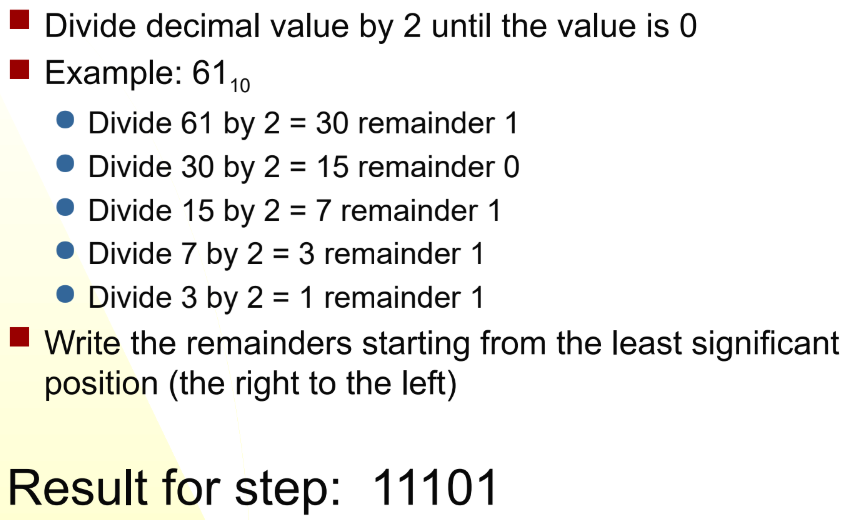 Divide decimal value by 2 until the value is 0
Example: 61₁₀
Divide 61 by 2 = 30 remainder 1
Divide 30 by 2 = 15 remainder 0
Divide 15 by 2 = 7 remainder 1
Divide 7 by 2 = 3 remainder 1
Divide 3 by 2 = 1 remainder 1
Write the remainders starting from the least significant
position (the right to the left)
Result for step: 11101